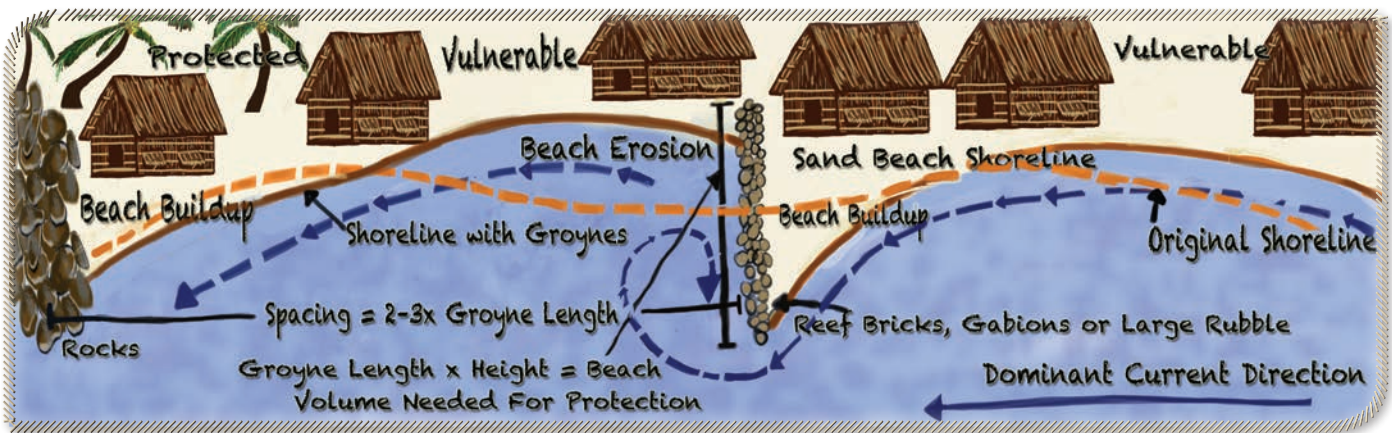 Protected
Vulnerable
Vulnerable
Beach Erosion
Sand Beach Shoreline
Beach Buildup
Beach Buildup
Shoreline with Groynes
Original Shoreline
Spacing = 2-3x Groyne Length
Reef Bricks, Gabions or Large Rubble
Rocks
Groyne Length x Height = Beach
Volume Needed For Protection
Dominant Current Direction